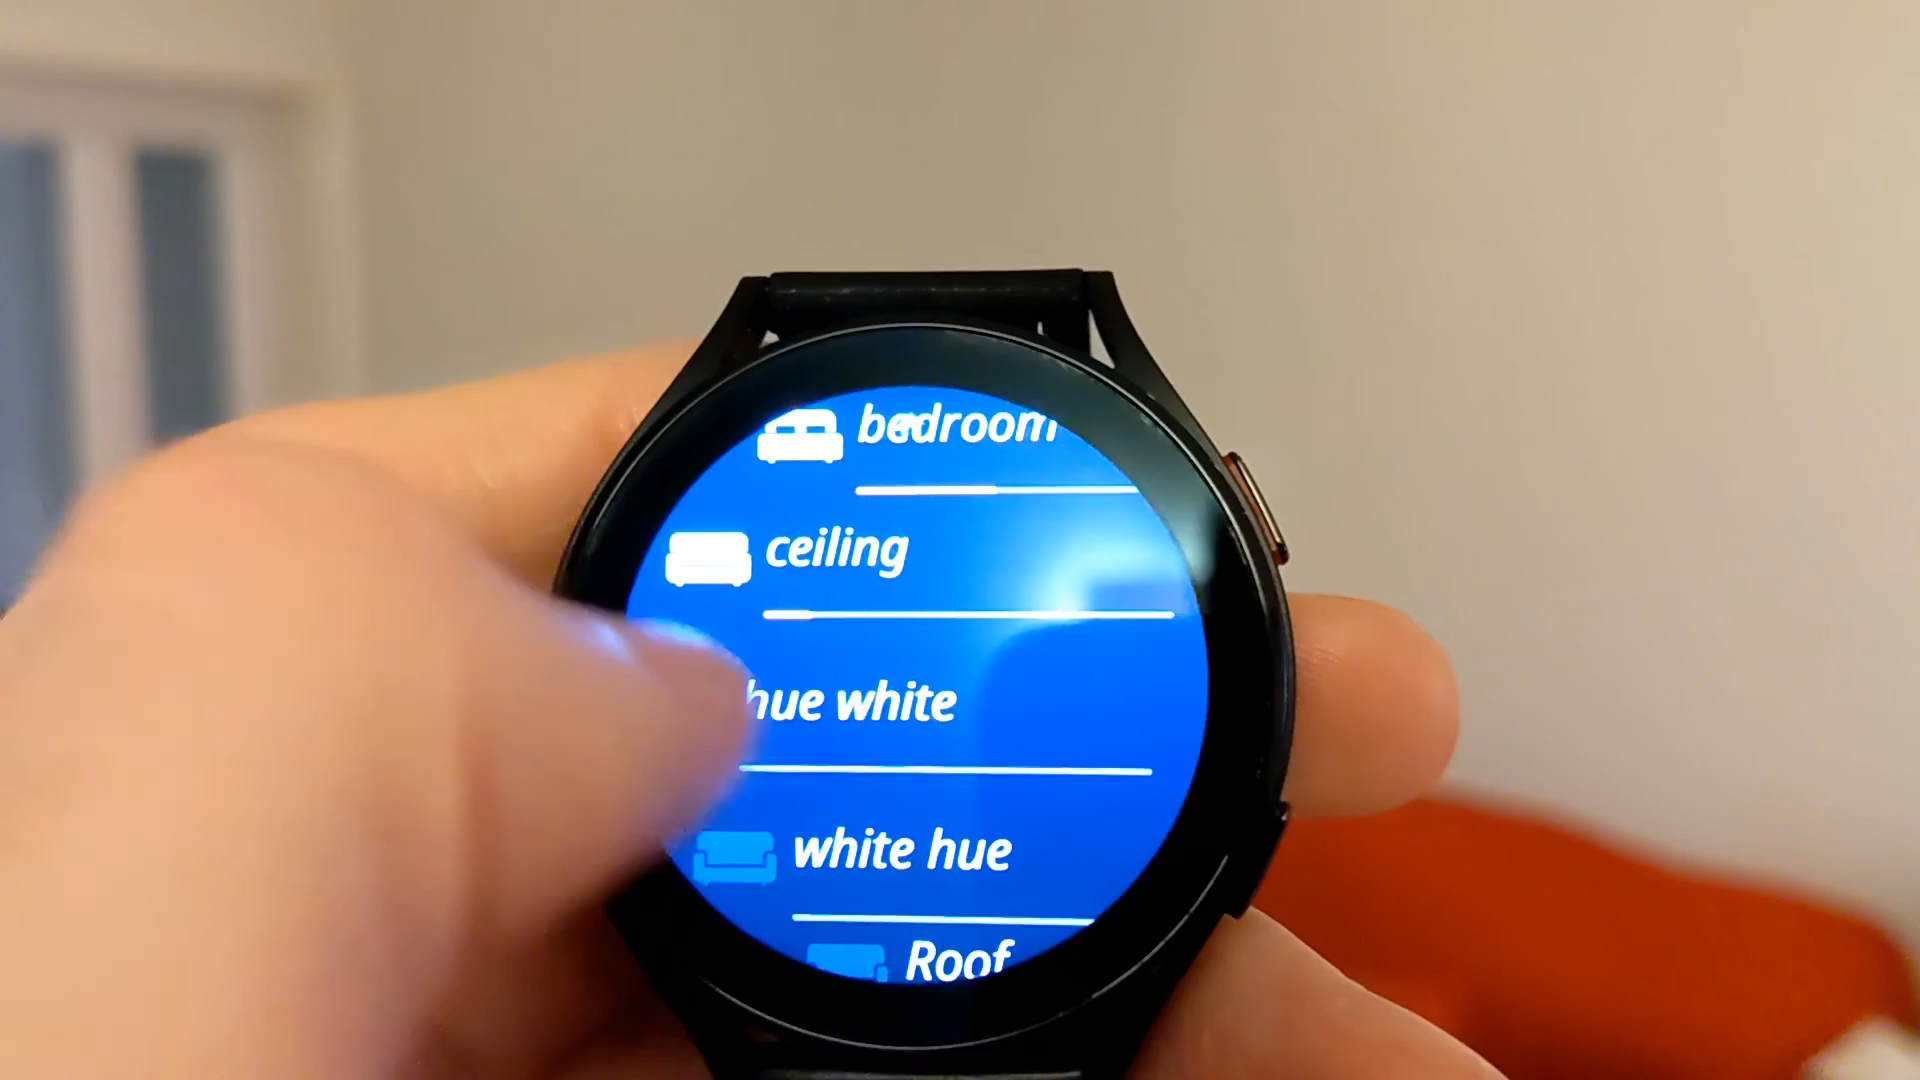 bedroom
ceiling
hue white
white hue
Roof